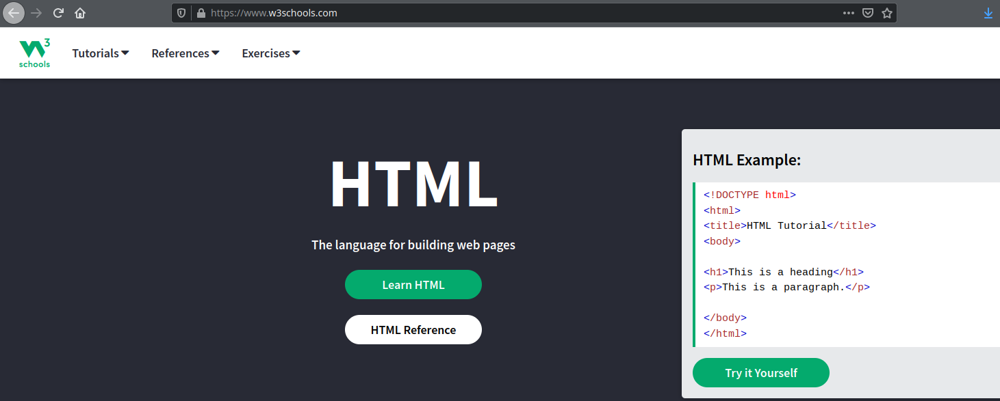 https://www.w3schools.com
W3
schools
Tutorials References Exercises
HTML
The language for building web pages
Learn HTML
HTML Reference
HTML Example:
<!DOCTYPE html>
<html>
<title>HTML Tutorial</title>
<body>
<h1>This is a heading</h1>
<p>This is a paragraph.</p>
</body>
</html>
Try it Yourself